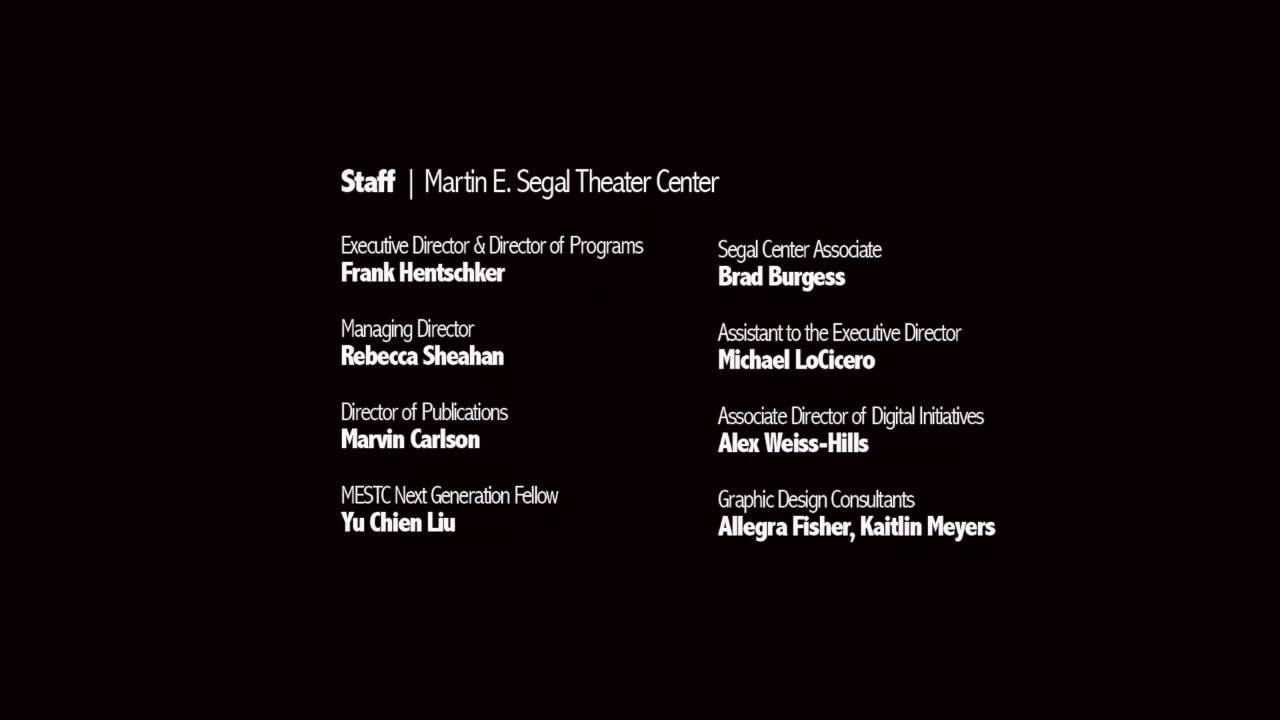 Staff | Martin E. Segal Theater Center
Executive Director & Director of Programs
Frank Hentschker
Managing Director
Rebecca Sheahan
Director of Publications
Marvin Carlson
MESTC Next Generation Fellow
Yu Chien Liu
Segal Center Associate
Brad Burgess
Assistant to the Executive Director
Michael LoCicero
Associate Director of Digital Initiatives
Alex Weiss-Hills
Graphic Design Consultants
Allegra Fisher, Kaitlin Meyers